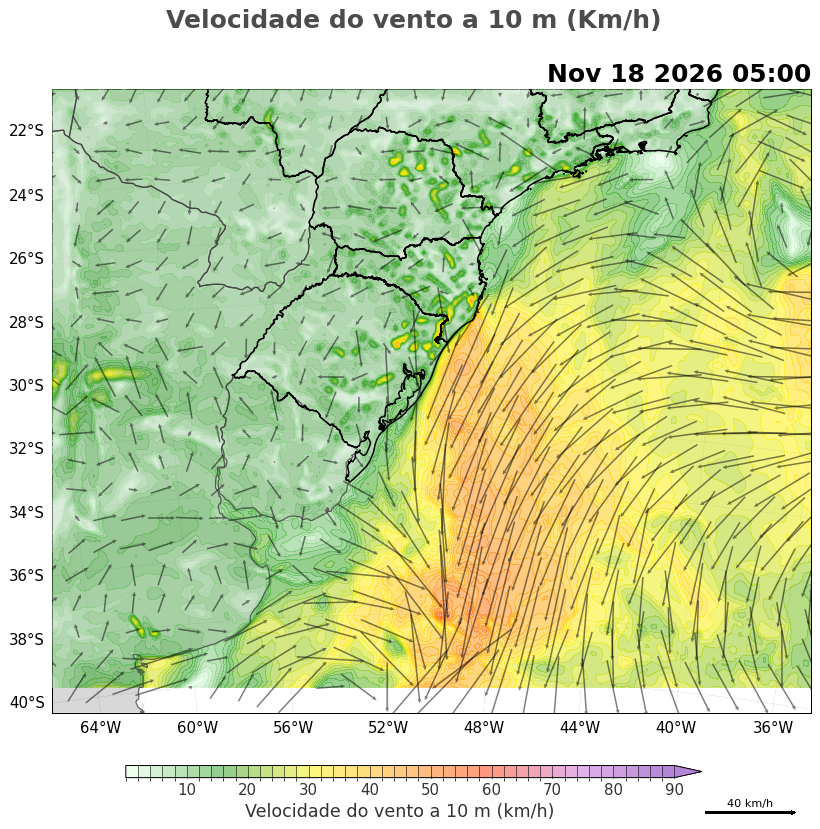 Velocidade do vento a 10 m (Km/h)
Nov 18 2026 05:00
22°S
24°S
26°S
28°S
30°S
32°S
34°S
36°S
38°S
40°S
64°W 60°W 56°W 52°W 48°W 44°W 40°W 36°W
10 20 30 40 50 60 70 80 90
Velocidade do vento a 10 m (km/h)
40 km/h